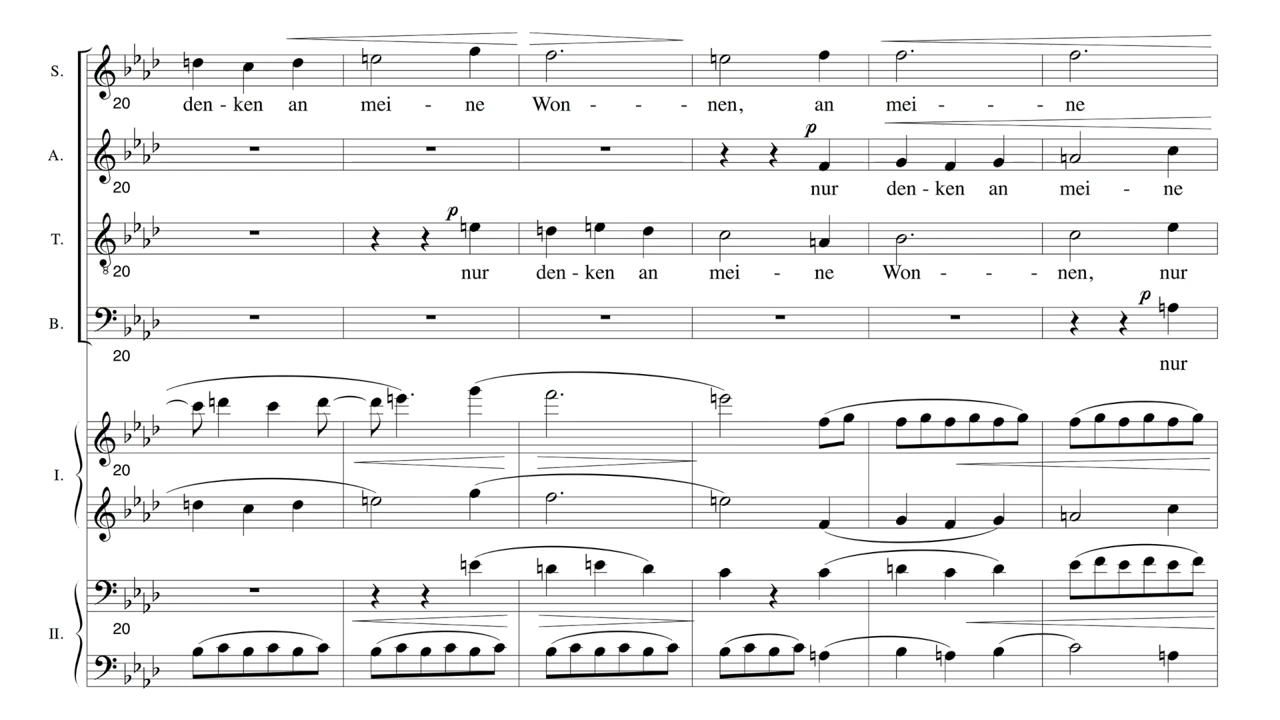 S.
20
den - ken an mei - ne Won - - - nen, an mei - - - ne
p
A.
20
nur den - ken an mei - ne
p
T.
8
20
nur den - ken an mei - ne Won - - - nen, nur
p
B.
20
nur
I.
20
II.
20